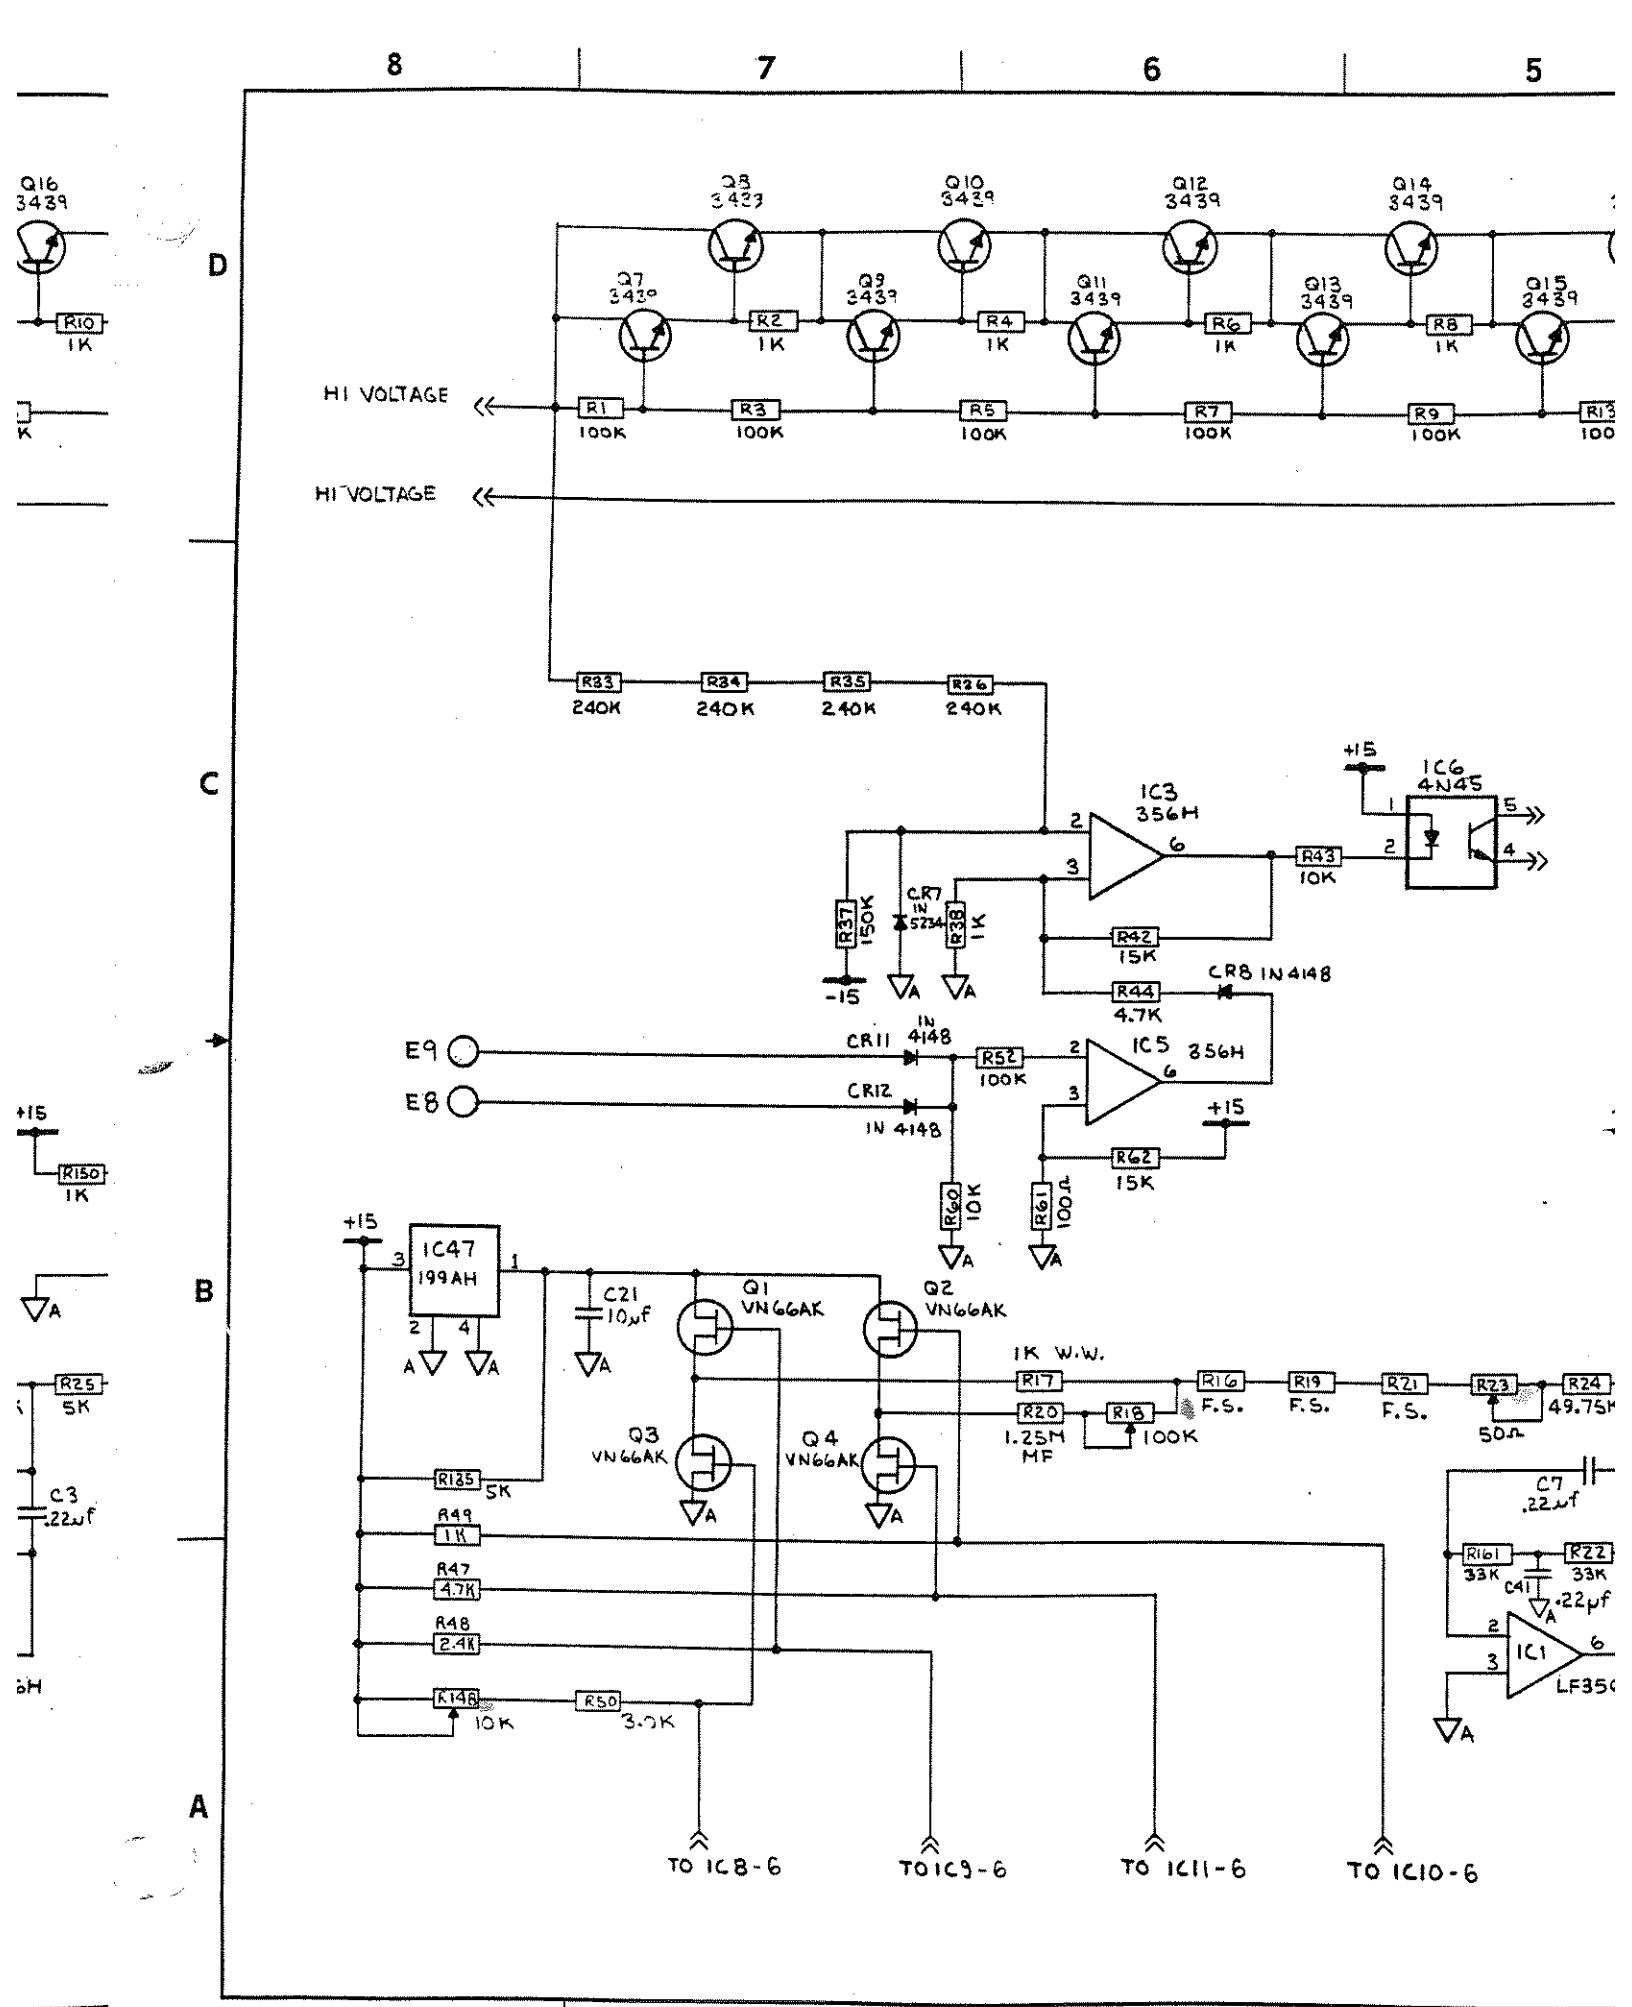 8 7 6 5
Q16
3439
Q8
Q10
3439
Q12
3439
Q14
3439
D
Q7
3439
Q9
3439
Q11
3439
Q13
3439
Q15
3439
R10
1K
R2
1K
R4
1K
R6
1K
R8
1K
HI VOLTAGE
R1
100K
R3
100K
R5
100K
R7
100K
R9
100K
R13
100
K
HI VOLTAGE
R33
240K
R34
240K
R35
240K
R36
240K
C
+15
IC6
4N45
1
2
5
4
IC3
356H
2
3
6
R43
10K
R37
150K
-15
CR7
IN
5234
A
R38
1K
A
R42
15K
CR8 IN4148
R44
4.7K
E9
CR11
IN
4148
R52
100K
2
3
IC5 356H
6
E8
CR12
IN 4148
+15
R62
15K
R60
10K
A
R61
100Ω
A
+15
R150
1K
A
B
+15
3
IC47
199AH
1
2
4
A
A
C21
10µf
A
Q1
VN66AK
Q2
VN66AK
1K W.W.
R17
R16
F.S.
R19
F.S.
R21
F.S.
R23
50Ω
R24
49.75K
R20
1.25M
MF
R18
100K
R25
5K
K
Q3
VN66AK
A
Q4
VN66AK
A
C3
.22µf
R135
5K
R49
1K
R47
4.7K
R48
2.4K
R148
10K
R50
C7
.22µf
R161
33K
R22
33K
C41
.22µf
A
2
3
IC1
6
LF356
A
6H
A
TO IC8-6
TO IC9-6
TO IC11-6
TO IC10-6